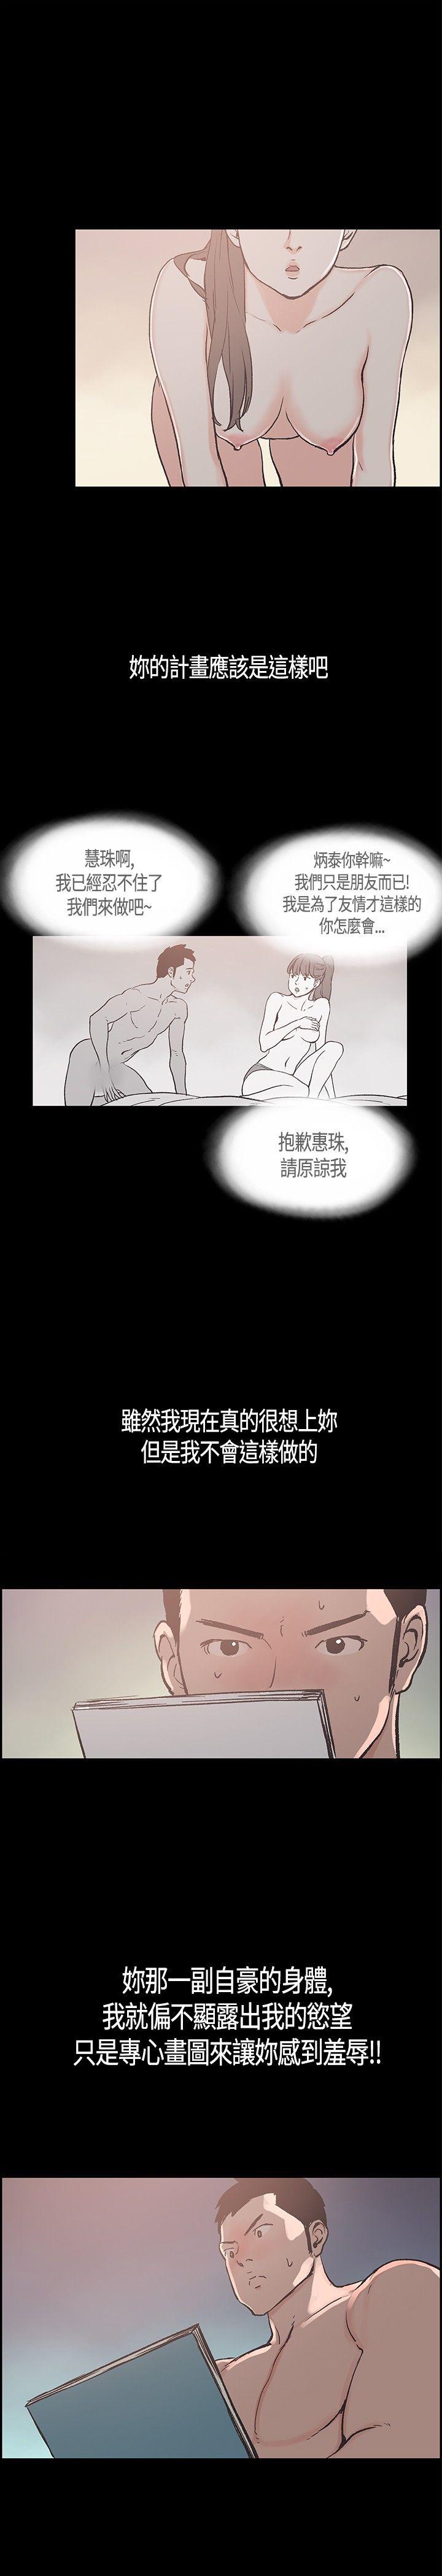 妳的計畫應該是這樣吧
慧珠啊,
我已經忍不住了
我們來做吧~
炳泰你幹嘛~
我們只是朋友而已!
我是為了友情才這樣的
你怎麼會...
抱歉惠珠,
請原諒我
雖然我現在真的很想上妳
但是我不會這樣做的
妳那一副自豪的身體,
我就偏不顯露出我的慾望
只是專心畫圖來讓妳感到羞辱!!